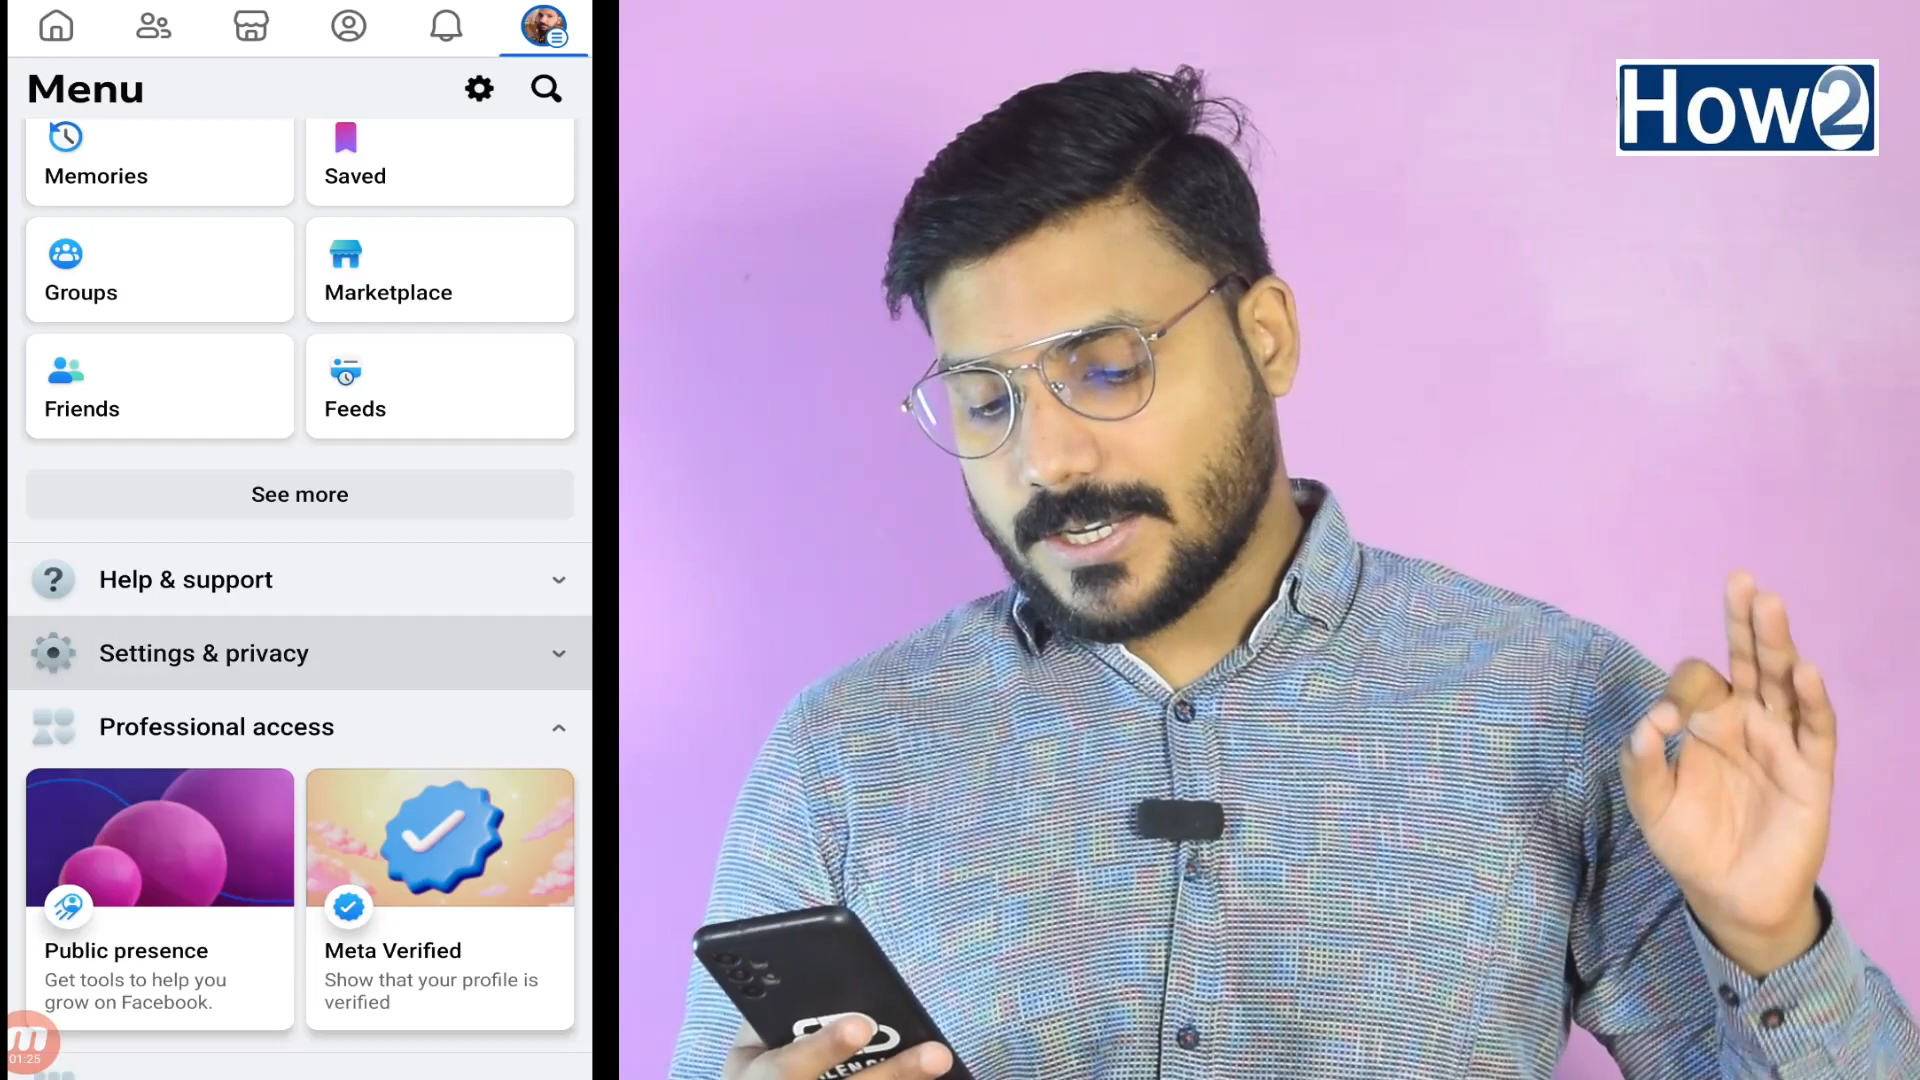 Menu
Memories
Saved
Groups
Marketplace
Friends
Feeds
See more
Help & support
Settings & privacy
Professional access
Public presence
Get tools to help you
grow on Facebook.
Meta Verified
Show that your profile is
verified
01:25
How2